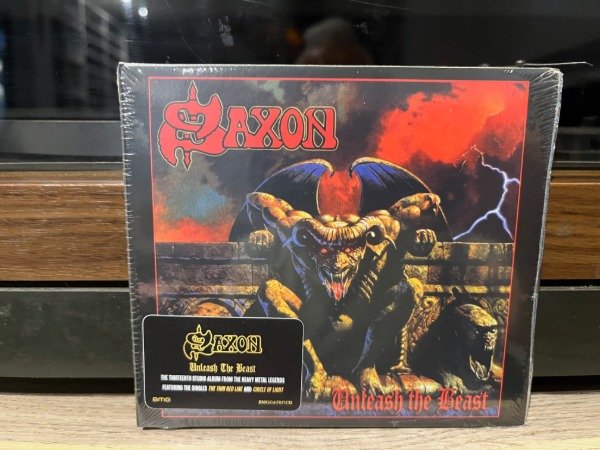 SAXON
SAXON
Unleash The Beast
THE THIRTEENTH STUDIO ALBUM FROM THE HEAVY METAL LEGENDS
FEATURING THE SINGLES THE THIN RED LINE AND CIRCLE OF LIGHT
BMG
Unleash the Beast